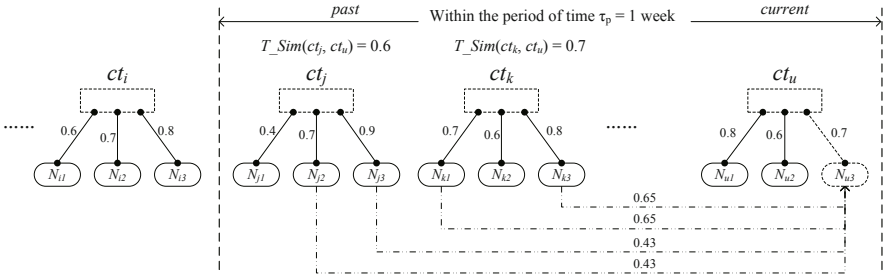 past Within the period of time τp = 1 week current
T_Sim(ctj, ctu) = 0.6 T_Sim(ctk, ctu) = 0.7
cti ctj ctk ctu
...... ......
0.6 0.7 0.8 0.4 0.7 0.9 0.7 0.6 0.8 0.8 0.6 0.7
Ni1 Ni2 Ni3 Nj1 Nj2 Nj3 Nk1 Nk2 Nk3 Nu1 Nu2 Nu3
0.65
0.65
0.43
0.43